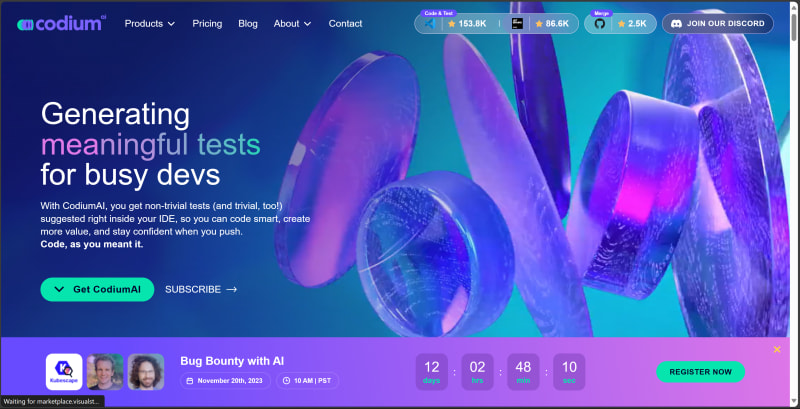 codium ai
Products
Pricing
Blog
About
Contact
Code & Test
153.8K
86.6K
Merge
2.5K
JOIN OUR DISCORD
Generating
meaningful tests
for busy devs
With CodiumAI, you get non-trivial tests (and trivial, too!)
suggested right inside your IDE, so you can code smart, create
more value, and stay confident when you push.
Code, as you meant it.
Get CodiumAI
SUBSCRIBE →
Kubescape
Bug Bounty with AI
November 20th, 2023
10 AM | PST
12 : 02 : 48 : 10
days hrs min sec
REGISTER NOW
Waiting for marketplace.visualst...